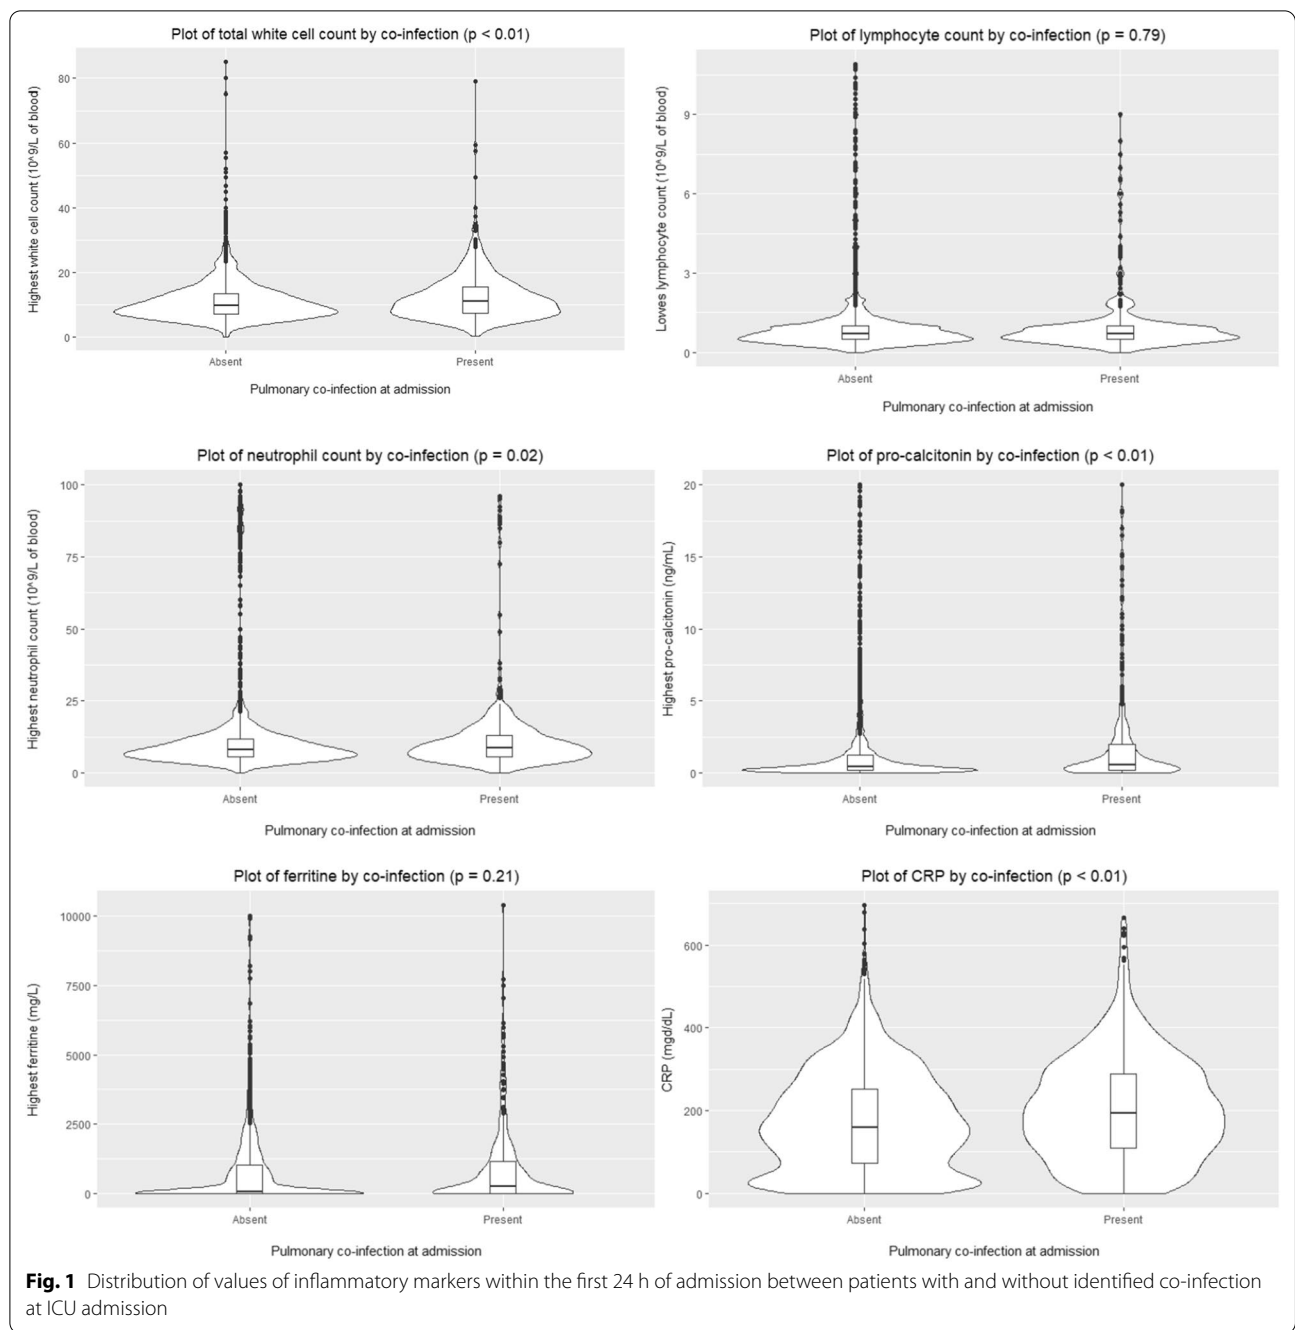 Plot of total white cell count by co-infection (p < 0.01)
Highest white cell count (10^9/L of blood)
80
60
40
20
0
Absent
Present
Pulmonary co-infection at admission
Plot of lymphocyte count by co-infection (p = 0.79)
Lowes lymphocyte count (10^9/L of blood)
9
6
3
0
Absent
Present
Pulmonary co-infection at admission
Plot of neutrophil count by co-infection (p = 0.02)
Highest neutrophil count (10^9/L of blood)
100
75
50
25
0
Absent
Present
Pulmonary co-infection at admission
Plot of pro-calcitonin by co-infection (p < 0.01)
Highest pro-calcitonin (ng/mL)
20
15
10
5
0
Absent
Present
Pulmonary co-infection at admission
Plot of ferritine by co-infection (p = 0.21)
Highest ferritine (mg/L)
10000
7500
5000
2500
0
Absent
Present
Pulmonary co-infection at admission
Plot of CRP by co-infection (p < 0.01)
CRP (mgd/dL)
600
400
200
0
Absent
Present
Pulmonary co-infection at admission
Fig. 1 Distribution of values of inflammatory markers within the first 24 h of admission between patients with and without identified co-infection
at ICU admission